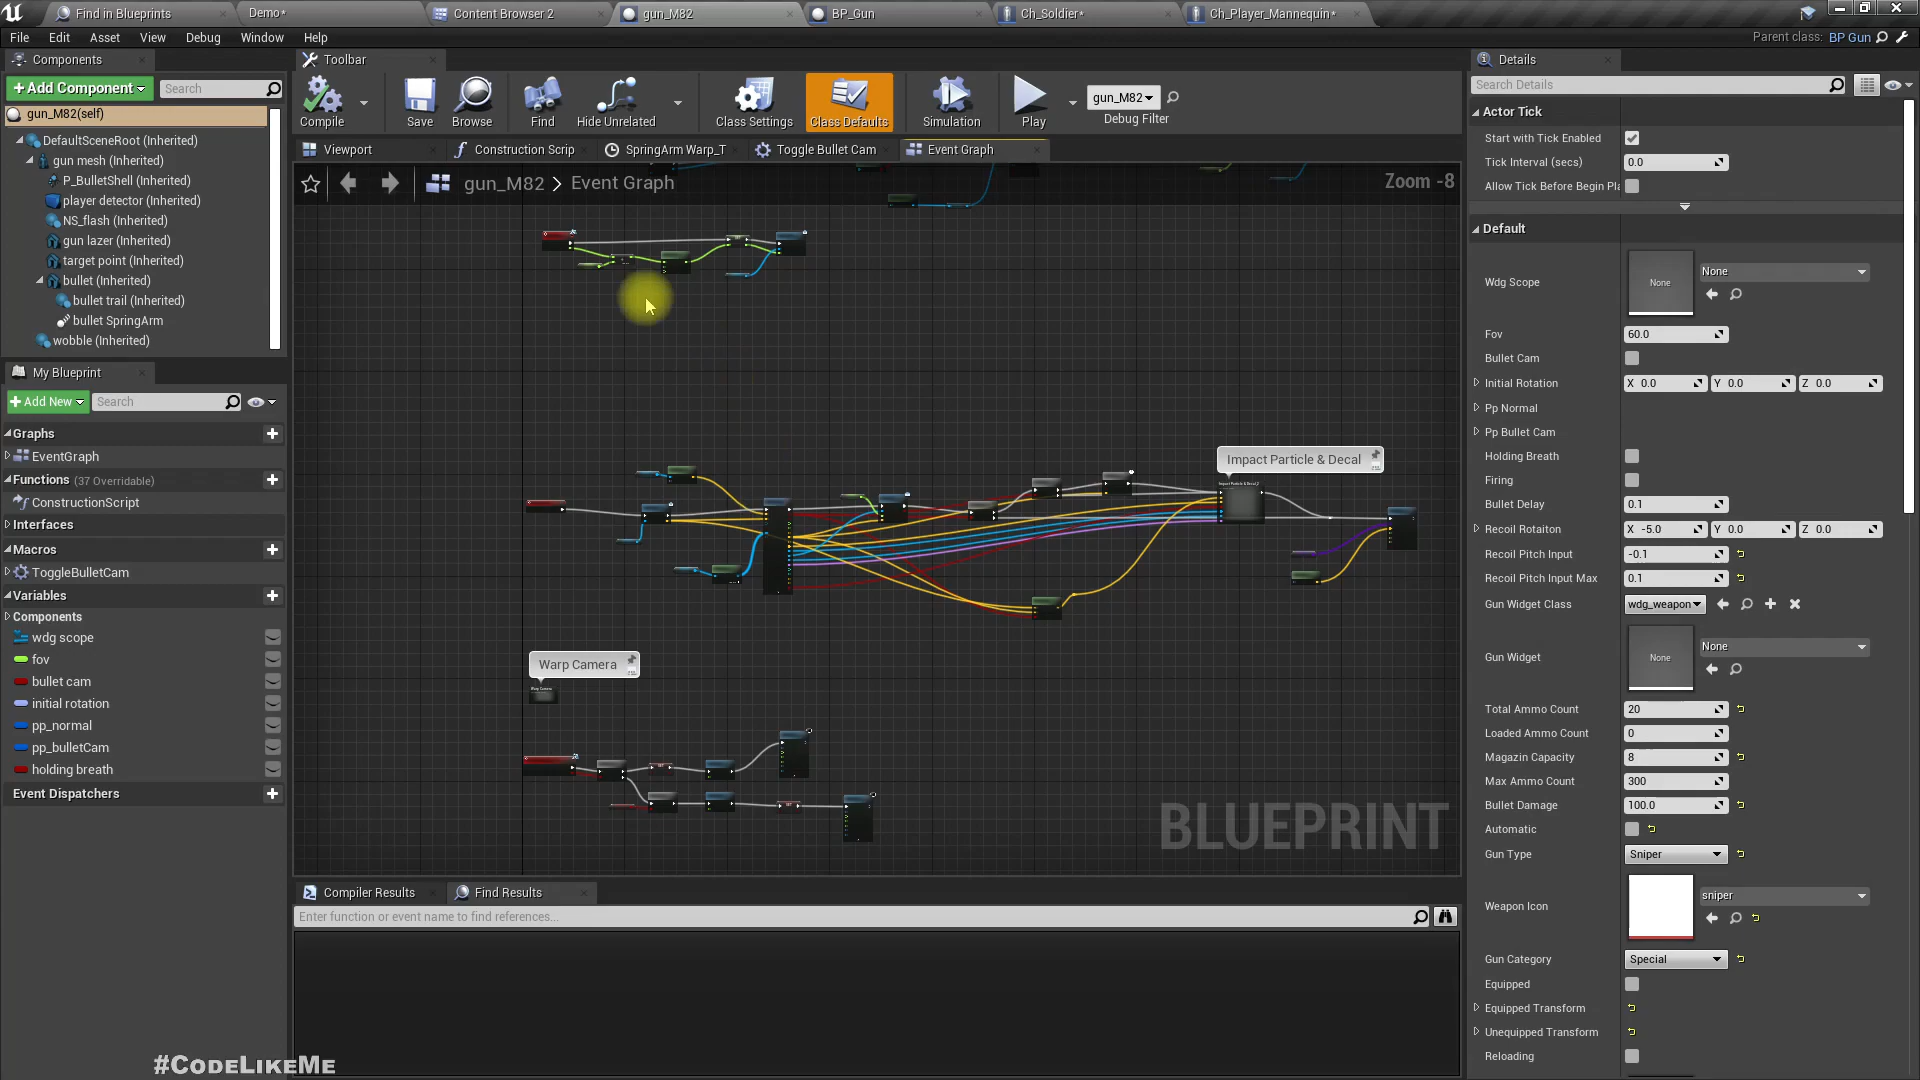 Find in Blueprints
Demo*
Content Browser 2
gun_M82
BP_Gun
Ch_Soldier*
Ch_Player_Mannequin*
File Edit Asset View Debug Window Help
Parent class: BP Gun
Components
+Add Component
Search
gun_M82(self)
DefaultSceneRoot (Inherited)
gun mesh (Inherited)
P_BulletShell (Inherited)
player detector (Inherited)
NS_flash (Inherited)
gun lazer (Inherited)
target point (Inherited)
bullet (Inherited)
bullet trail (Inherited)
bullet SpringArm
wobble (Inherited)
My Blueprint
+Add New
Search
Graphs
EventGraph
Functions (37 Overridable)
ConstructionScript
Interfaces
Macros
ToggleBulletCam
Variables
Components
wdg scope
fov
bullet cam
initial rotation
pp_normal
pp_bulletCam
holding breath
Event Dispatchers
#CodeLikeMe
Toolbar
Compile
Save
Browse
Find
Hide Unrelated
Class Settings
Class Defaults
Simulation
Play
gun_M82
Debug Filter
Viewport
Construction Scrip
SpringArm Warp_T
Toggle Bullet Cam
Event Graph
gun_M82 > Event Graph
Zoom -8
Impact Particle & Decal
Warp Camera
BLUEPRINT
Compiler Results
Find Results
Enter function or event name to find references...
Details
Search Details
Actor Tick
Start with Tick Enabled
Tick Interval (secs) 0.0
Allow Tick Before Begin Pla
Default
Wdg Scope None None
Fov 60.0
Bullet Cam
Initial Rotation X 0.0 Y 0.0 Z 0.0
Pp Normal
Pp Bullet Cam
Holding Breath
Firing
Bullet Delay 0.1
Recoil Rotaiton X -5.0 Y 0.0 Z 0.0
Recoil Pitch Input -0.1
Recoil Pitch Input Max 0.1
Gun Widget Class wdg_weapon
Gun Widget None None
Total Ammo Count 20
Loaded Ammo Count 0
Magazin Capacity 8
Max Ammo Count 300
Bullet Damage 100.0
Automatic
Gun Type Sniper
Weapon Icon sniper
Gun Category Special
Equipped
Equipped Transform
Unequipped Transform
Reloading